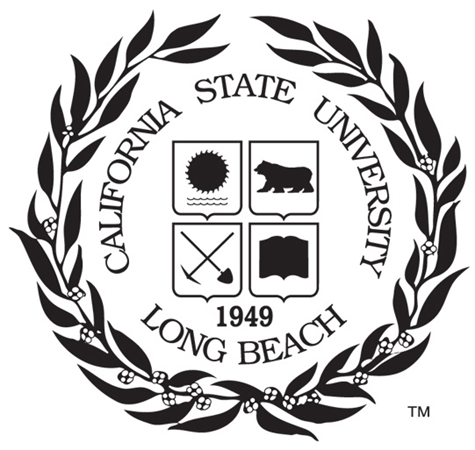 CALIFORNIA STATE UNIVERSITY
1949
LONG BEACH
TM